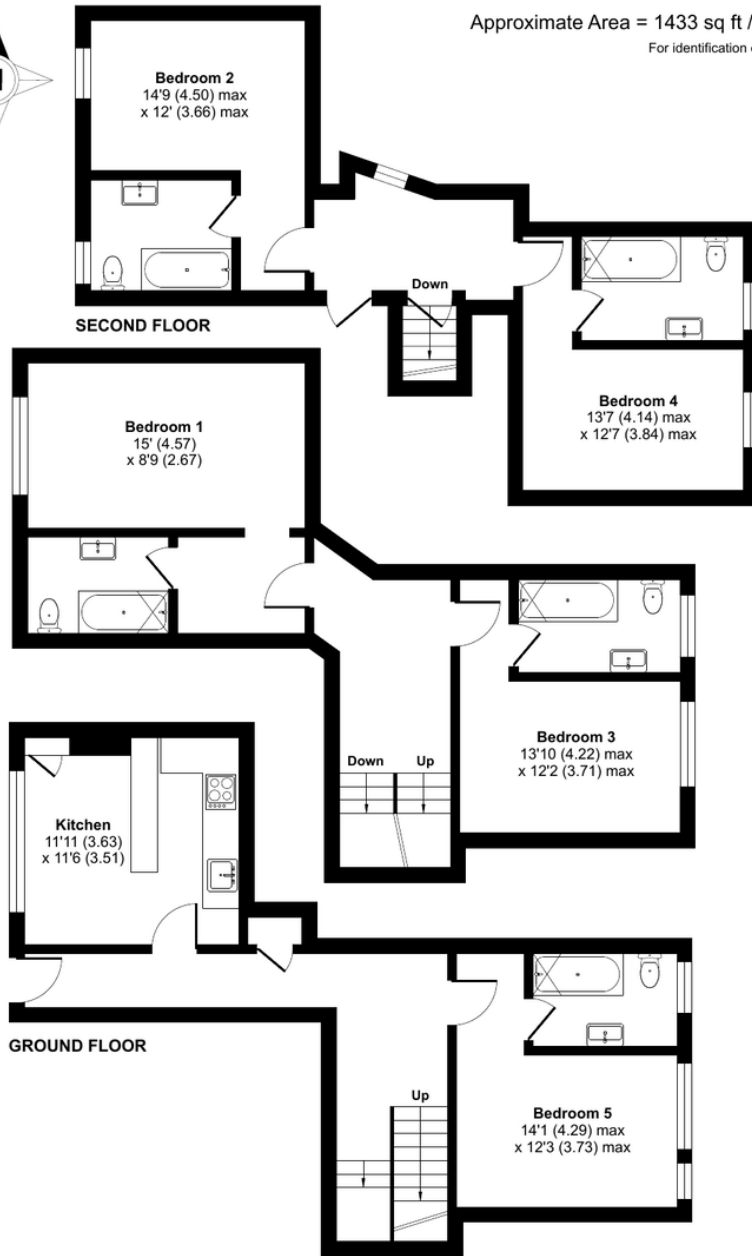 Approximate Area = 1433 sq ft /
For identification
Bedroom 2
14'9 (4.50) max
x 12' (3.66) max
Down
SECOND FLOOR
Bedroom 4
13'7 (4.14) max
x 12'7 (3.84) max
Bedroom 1
15' (4.57)
x 8'9 (2.67)
Bedroom 3
13'10 (4.22) max
x 12'2 (3.71) max
Down
Up
Kitchen
11'11 (3.63)
x 11'6 (3.51)
GROUND FLOOR
Up
Bedroom 5
14'1 (4.29) max
x 12'3 (3.73) max